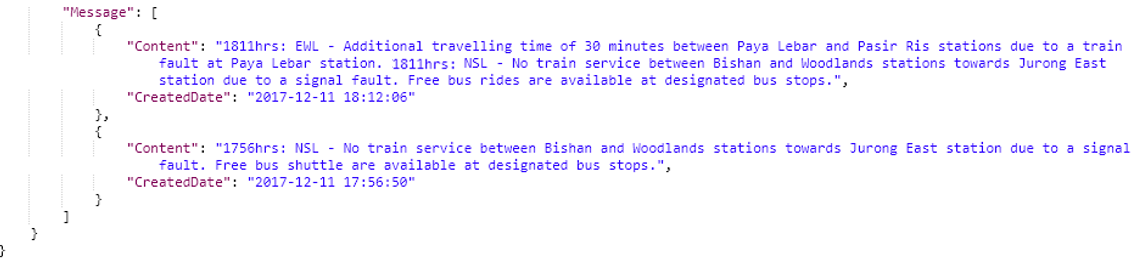 "Message": [
{
"Content": "1811hrs: EWL - Additional travelling time of 30 minutes between Paya Lebar and Pasir Ris stations due to a train
fault at Paya Lebar station. 1811hrs: NSL - No train service between Bishan and Woodlands stations towards Jurong East
station due to a signal fault. Free bus rides are available at designated bus stops.",
"CreatedDate": "2017-12-11 18:12:06"
},
{
"Content": "1756hrs: NSL - No train service between Bishan and Woodlands stations towards Jurong East station due to a signal
fault. Free bus shuttle are available at designated bus stops.",
"CreatedDate": "2017-12-11 17:56:50"
}
]
}
}